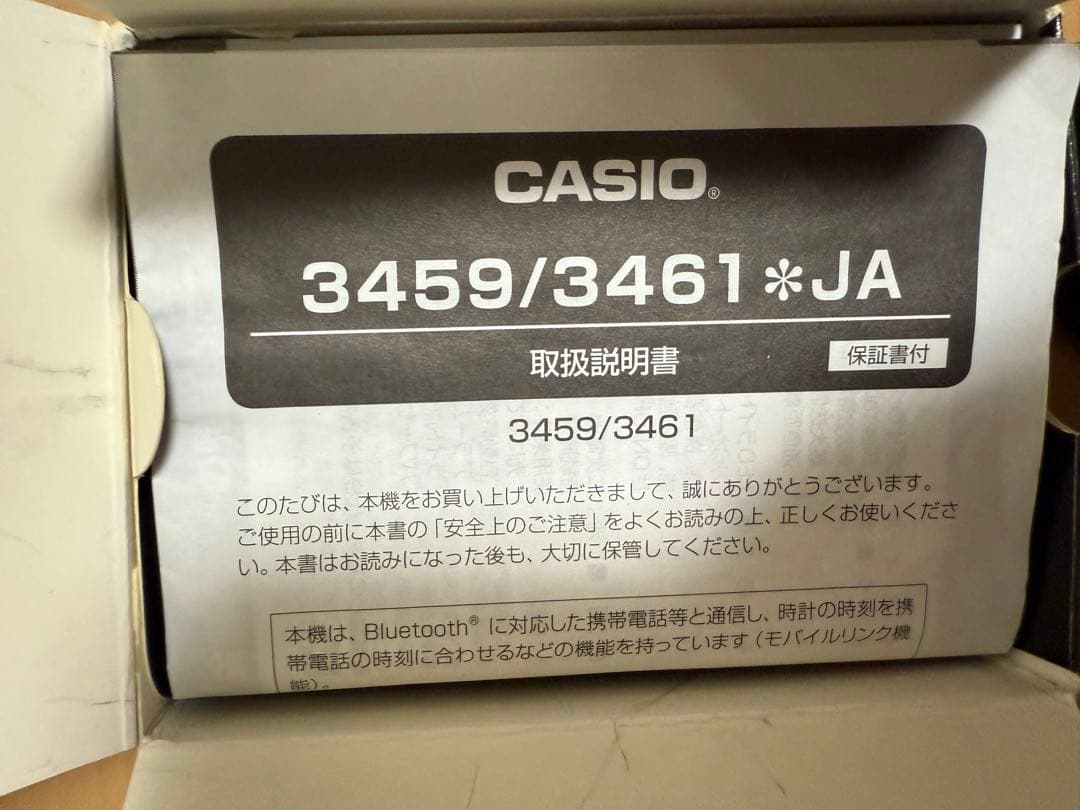 CASIO®
3459/3461＊JA
取扱説明書
保証書付
3459/3461
このたびは、本機をお買い上げいただきまして、誠にありがとうございます。
ご使用の前に本書の「安全上のご注意」をよくお読みの上、正しくお使いくださ
い。本書はお読みになった後も、大切に保管してください。
本機は、Bluetooth® に対応した携帯電話等と通信し、時計の時刻を携
帯電話の時刻に合わせるなどの機能を持っています（モバイルリンク機
能）。